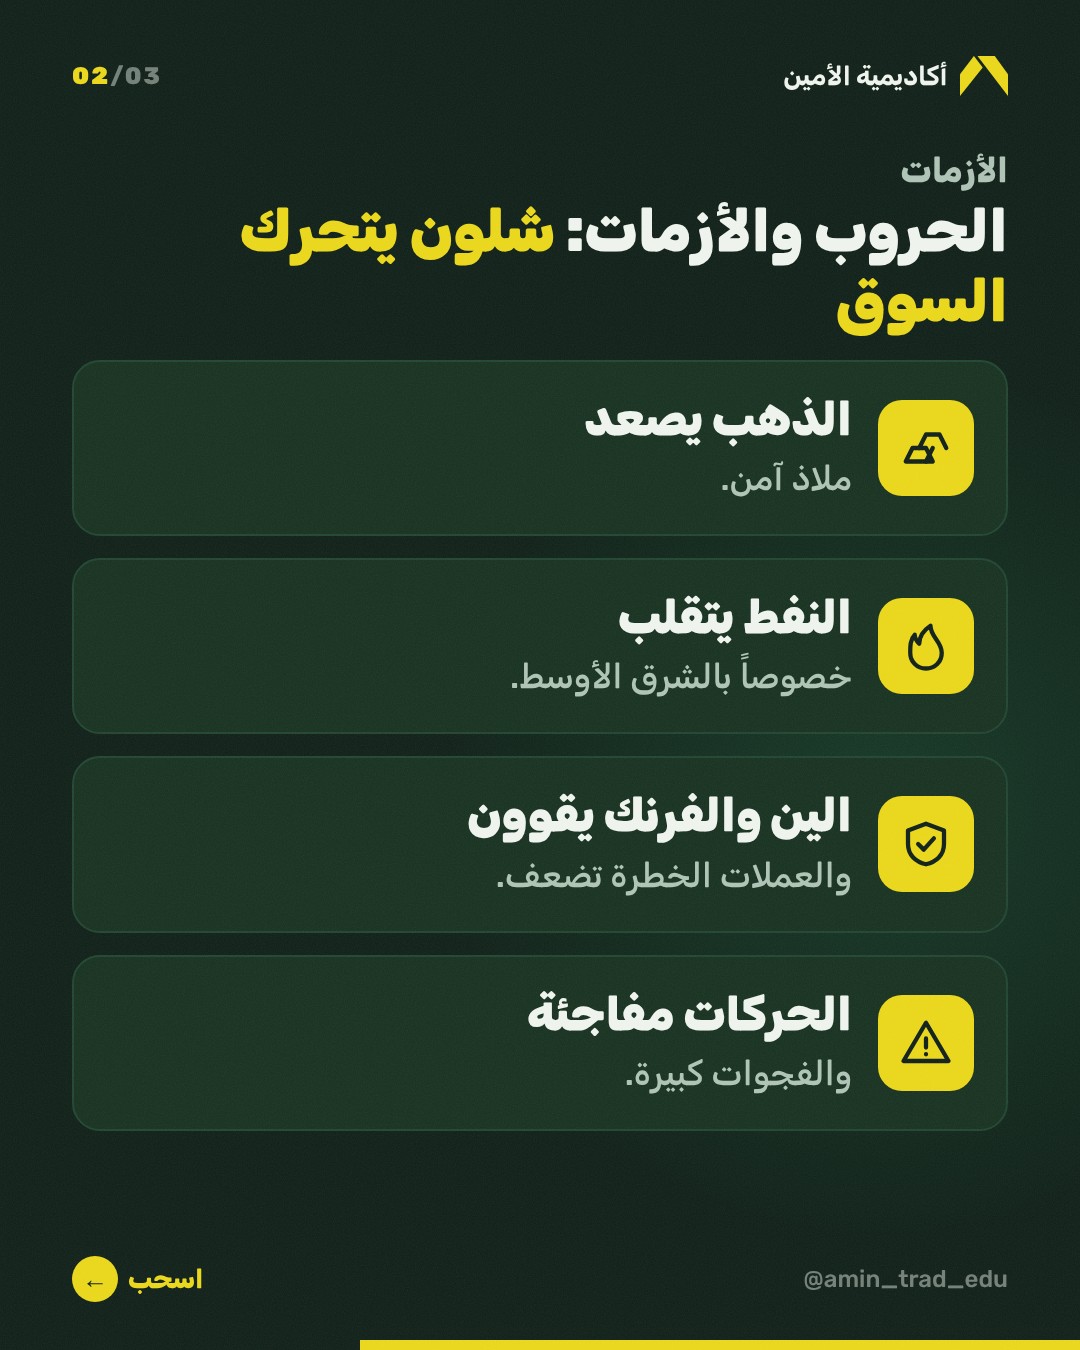 أكاديمية الأمين
02/03
الأزمات
الحروب والأزمات: شلون يتحرك
السوق
الذهب يصعد
ملاذ آمن.
النفط يتقلب
خصوصاً بالشرق الأوسط.
الين والفرنك يقوون
والعملات الخطرة تضعف.
الحركات مفاجئة
والفجوات كبيرة.
@amin_trad_edu
اسحب ←